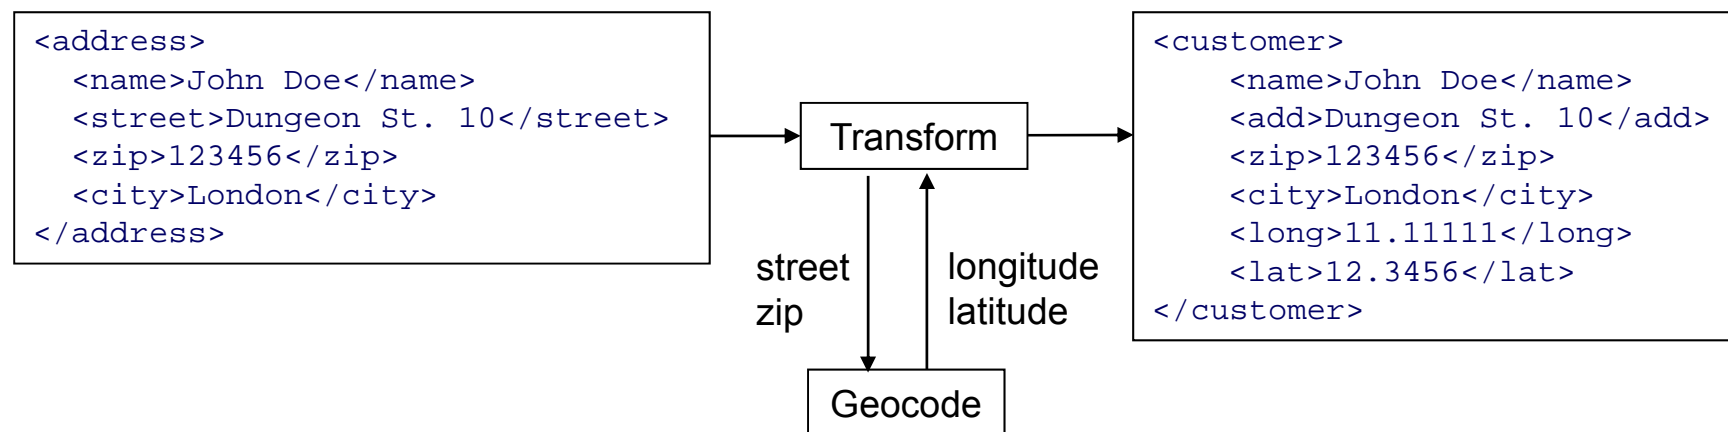 <address>
  <name>John Doe</name>
  <street>Dungeon St. 10</street>
  <zip>123456</zip>
  <city>London</city>
</address>
Transform
street
zip
longitude
latitude
Geocode
<customer>
    <name>John Doe</name>
    <add>Dungeon St. 10</add>
    <zip>123456</zip>
    <city>London</city>
    <long>11.11111</long>
    <lat>12.3456</lat>
</customer>